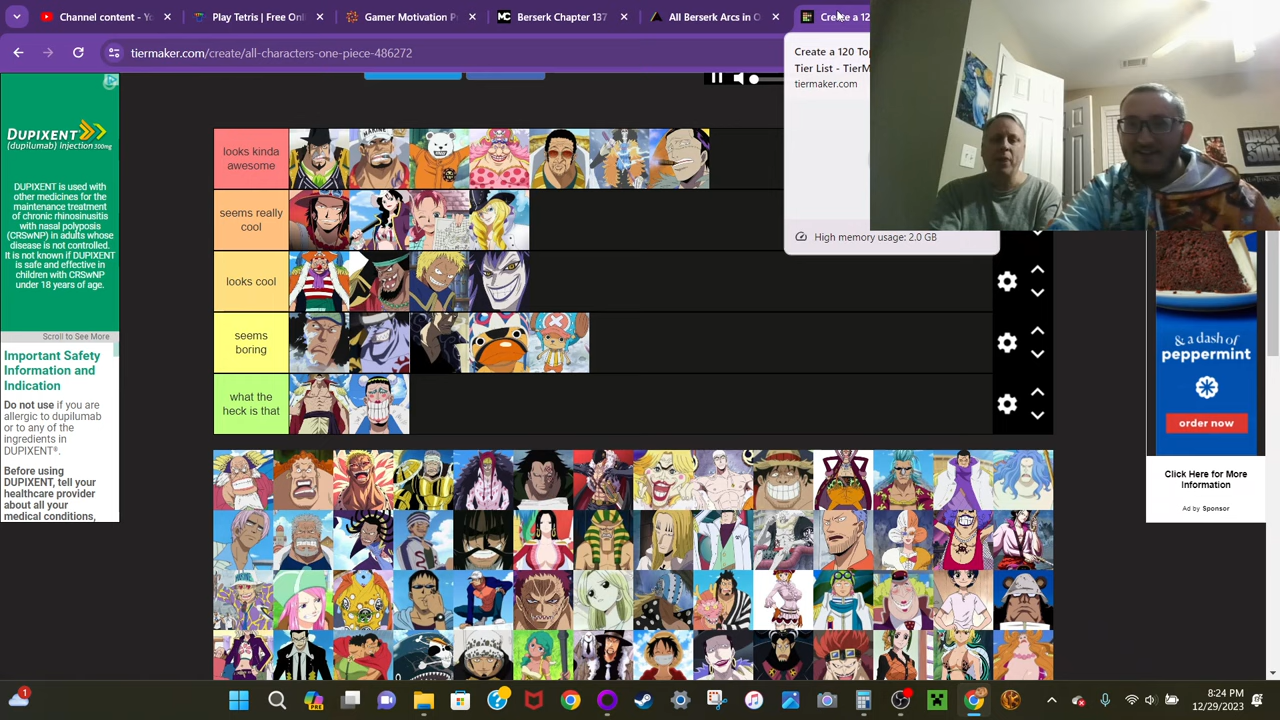 Channel content - Yo
Play Tetris | Free Onl
Gamer Motivation P
Berserk Chapter 137
All Berserk Arcs in O
Create a 12
tiermaker.com/create/all-characters-one-piece-486272
Create a 120 Top
Tier List - TierM
tiermaker.com
High memory usage: 2.0 GB
DARK
SIDE
DUPIXENT
(dupilumab) Injection 300mg
DUPIXENT is used with
other medicines for the
maintenance treatment
of chronic rhinosinusitis
with nasal polyposis
(CRSwNP) in adults whose
disease is not controlled.
It is not known if DUPIXENT
is safe and effective in
children with CRSwNP
under 18 years of age.
Scroll to See More
Important Safety
Information and
Indication
Do not use if you are
allergic to dupilumab
or to any of the
ingredients in
DUPIXENT®.
Before using
DUPIXENT, tell your
healthcare provider
about all your
medical conditions,
looks kinda
awesome
MARINE
seems really
cool
looks cool
seems
boring
what the
heck is that
& a dash of
peppermint
order now
Click Here for More
Information
Ad by Sponsor
1
PRE
8:24 PM
12/29/2023